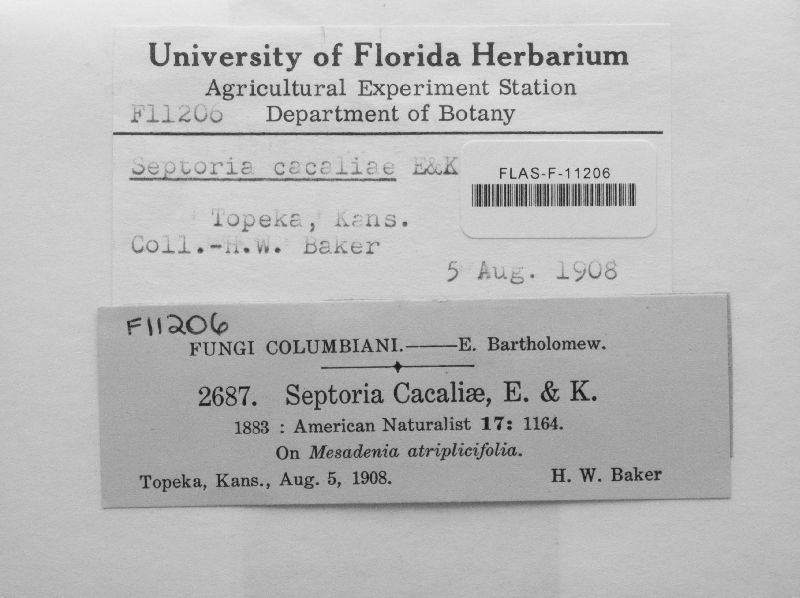 University of Florida Herbarium
Agricultural Experiment Station
F11206 Department of Botany
Septoria cacaliae E&K
FLAS-F-11206
Topeka, Kans.
Coll.-H.W. Baker
5 Aug. 1908
F11206
FUNGI COLUMBIANI.——E. Bartholomew.
2687. Septoria Cacaliæ, E. & K.
1883 : American Naturalist 17: 1164.
On Mesadenia atriplicifolia.
Topeka, Kans., Aug. 5, 1908. H. W. Baker